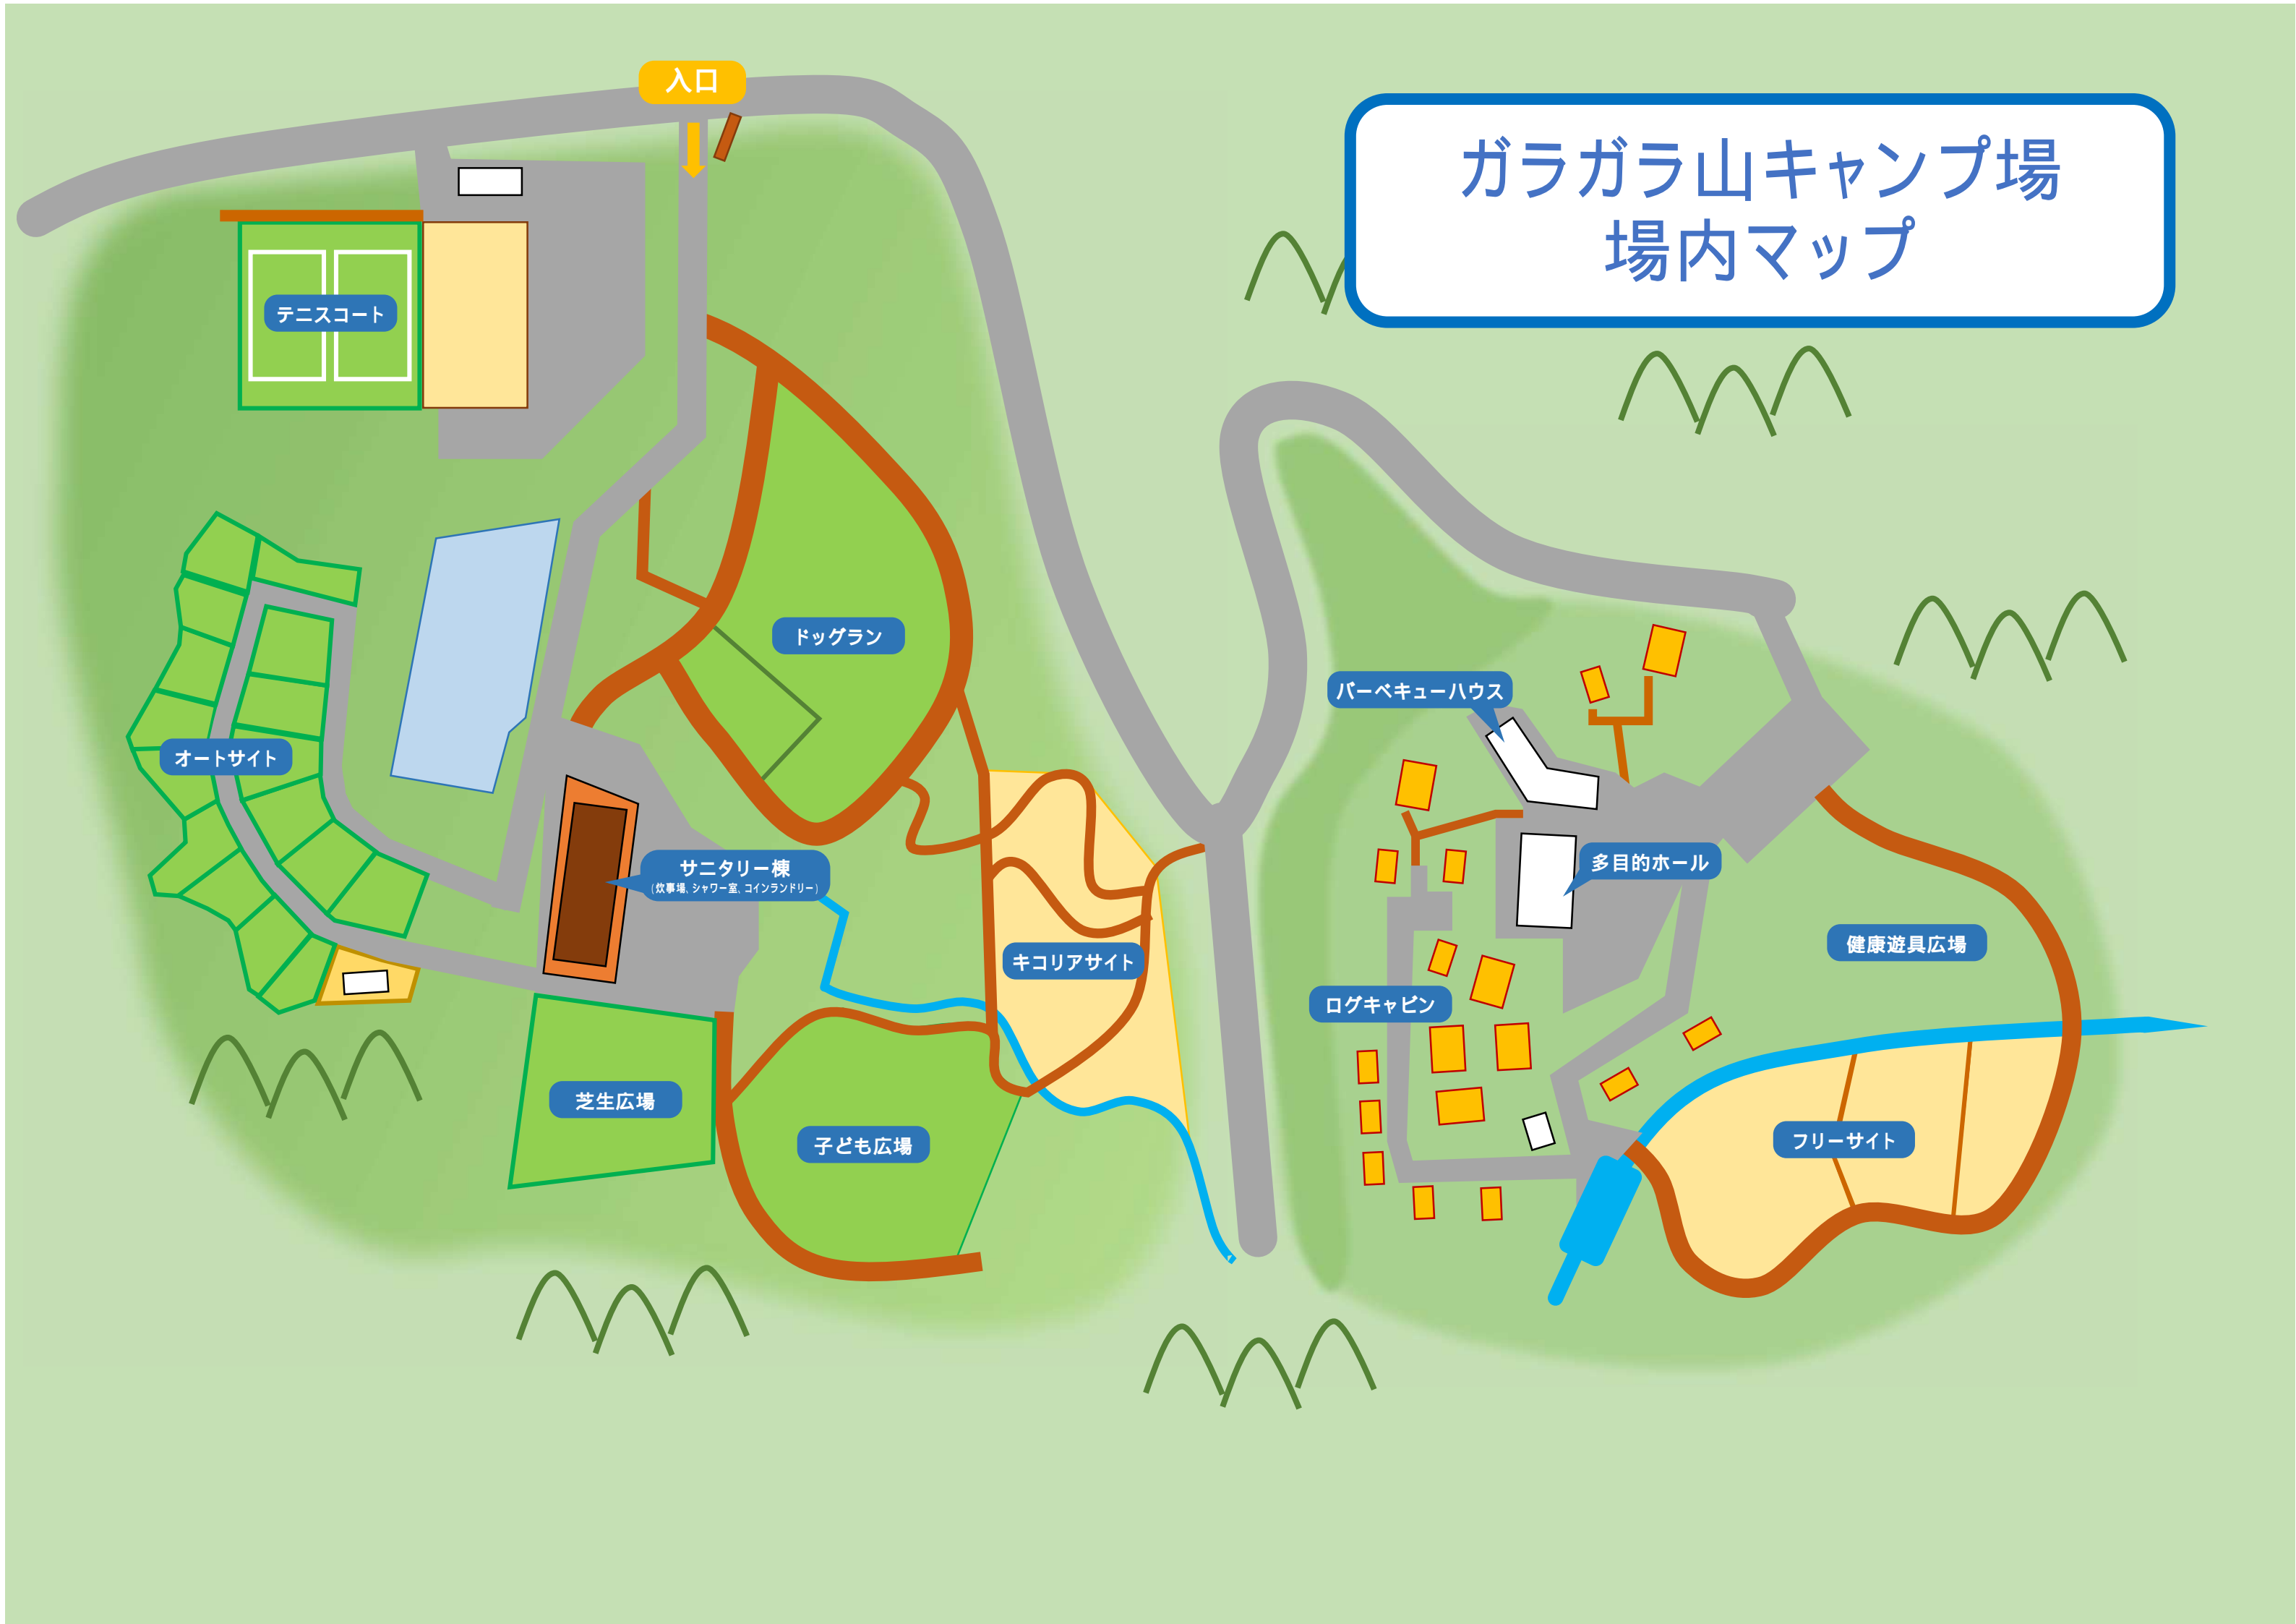 入口
ガラガラ山キャンプ場
場内マップ
テニスコート
ドッグラン
バーベキューハウス
オートサイト
サニタリー棟
(炊事場、シャワー室、コインランドリー)
多目的ホール
健康遊具広場
キコリアサイト
ログキャビン
芝生広場
子ども広場
フリーサイト